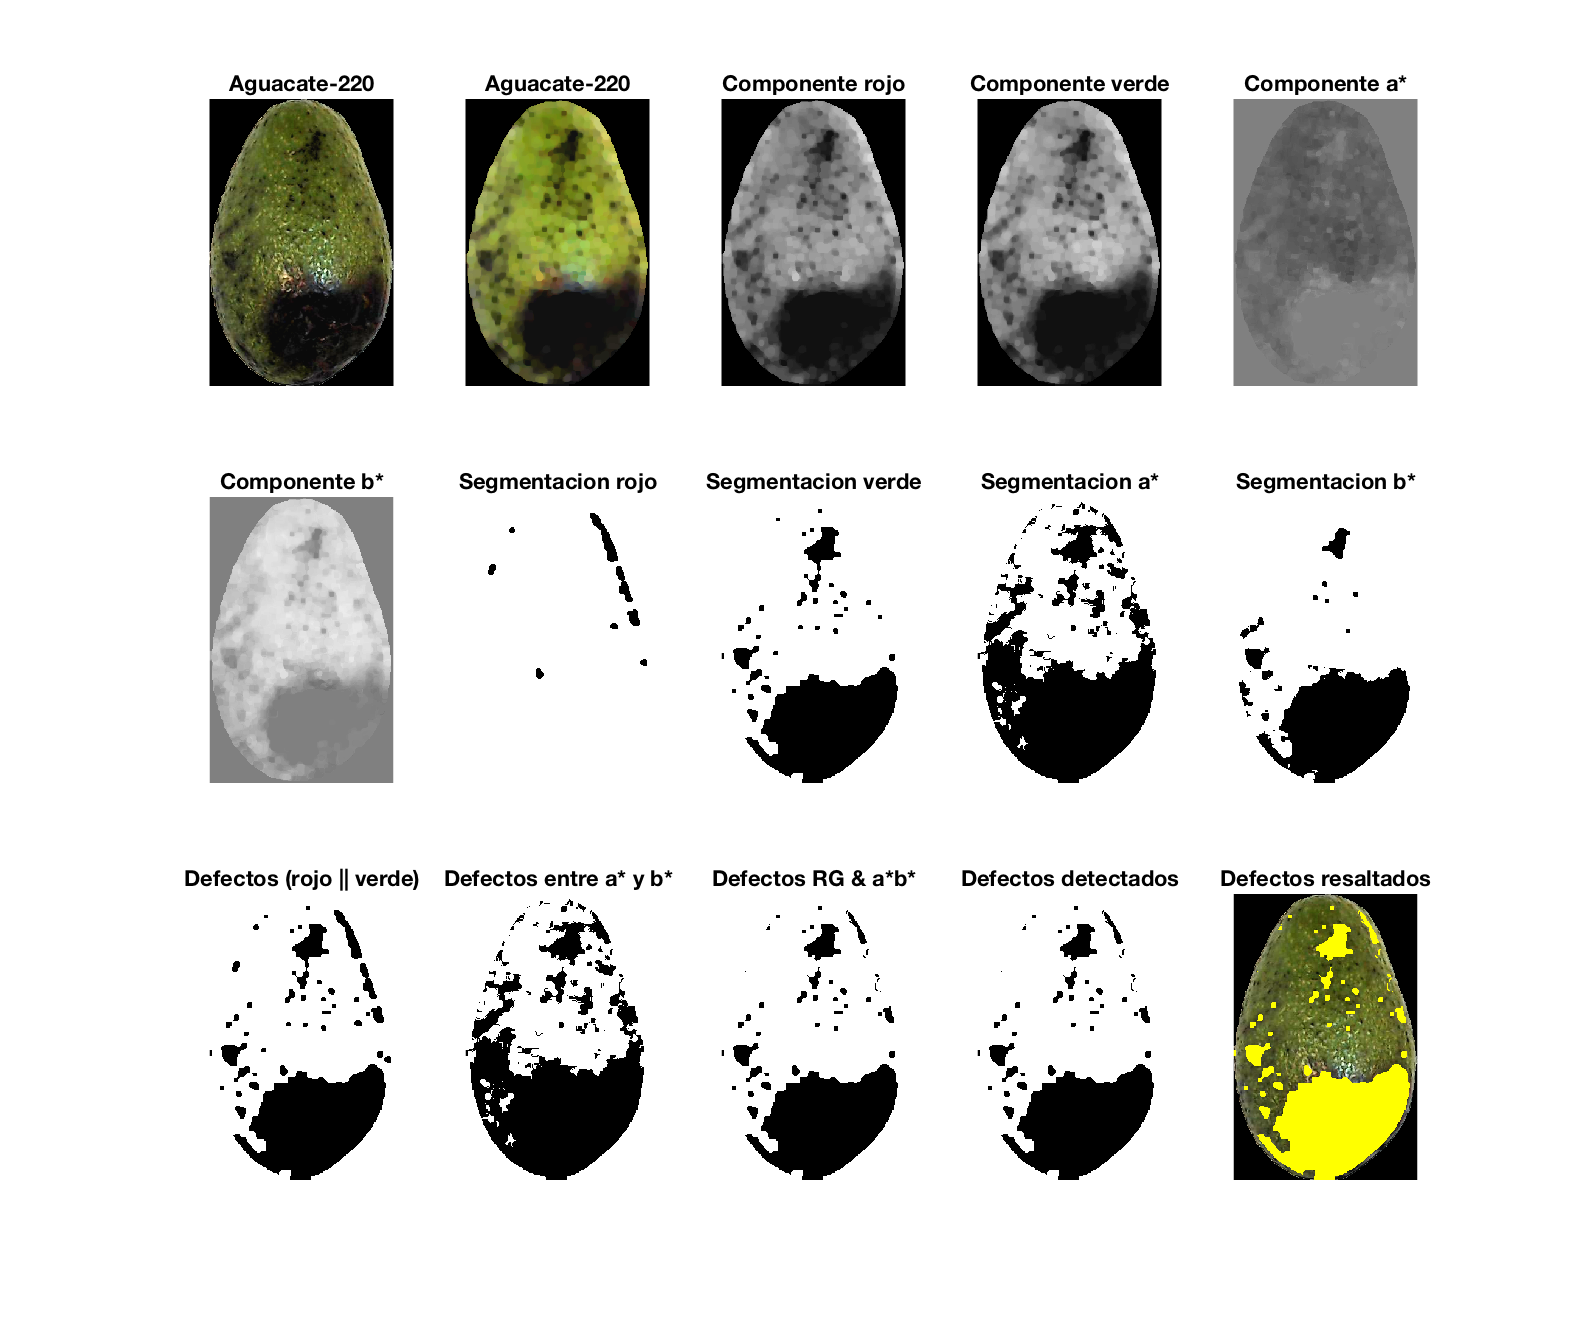 Aguacate-220
Aguacate-220
Componente rojo
Componente verde
Componente a*
Componente b*
Segmentacion rojo
Segmentacion verde
Segmentacion a*
Segmentacion b*
Defectos (rojo || verde)
Defectos entre a* y b*
Defectos RG & a*b*
Defectos detectados
Defectos resaltados